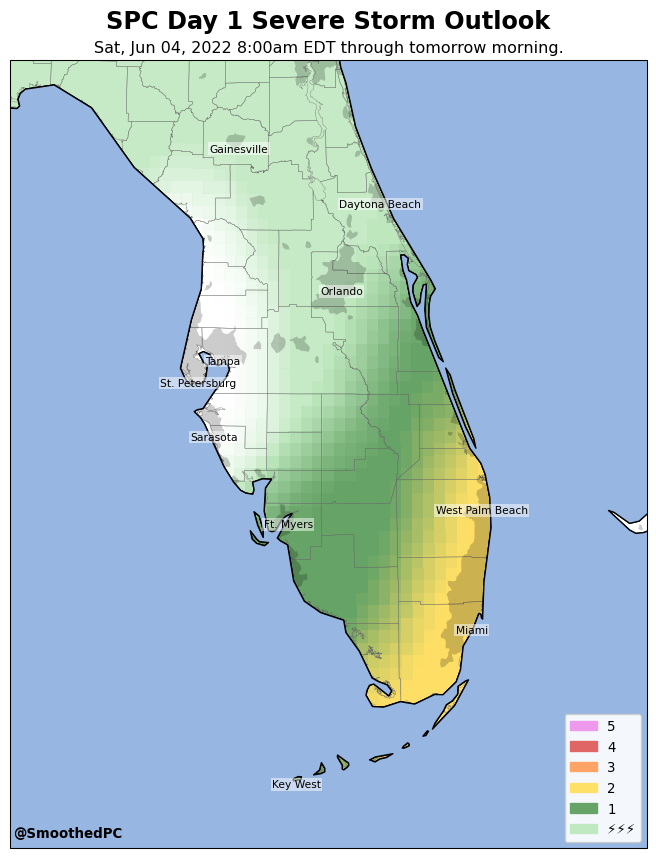 SPC Day 1 Severe Storm Outlook
Sat, Jun 04, 2022 8:00am EDT through tomorrow morning.
Gainesville
Daytona Beach
Orlando
Tampa
St. Petersburg
Sarasota
West Palm Beach
Ft. Myers
Miami
Key West
5
4
3
2
1
⚡⚡⚡
@SmoothedPC